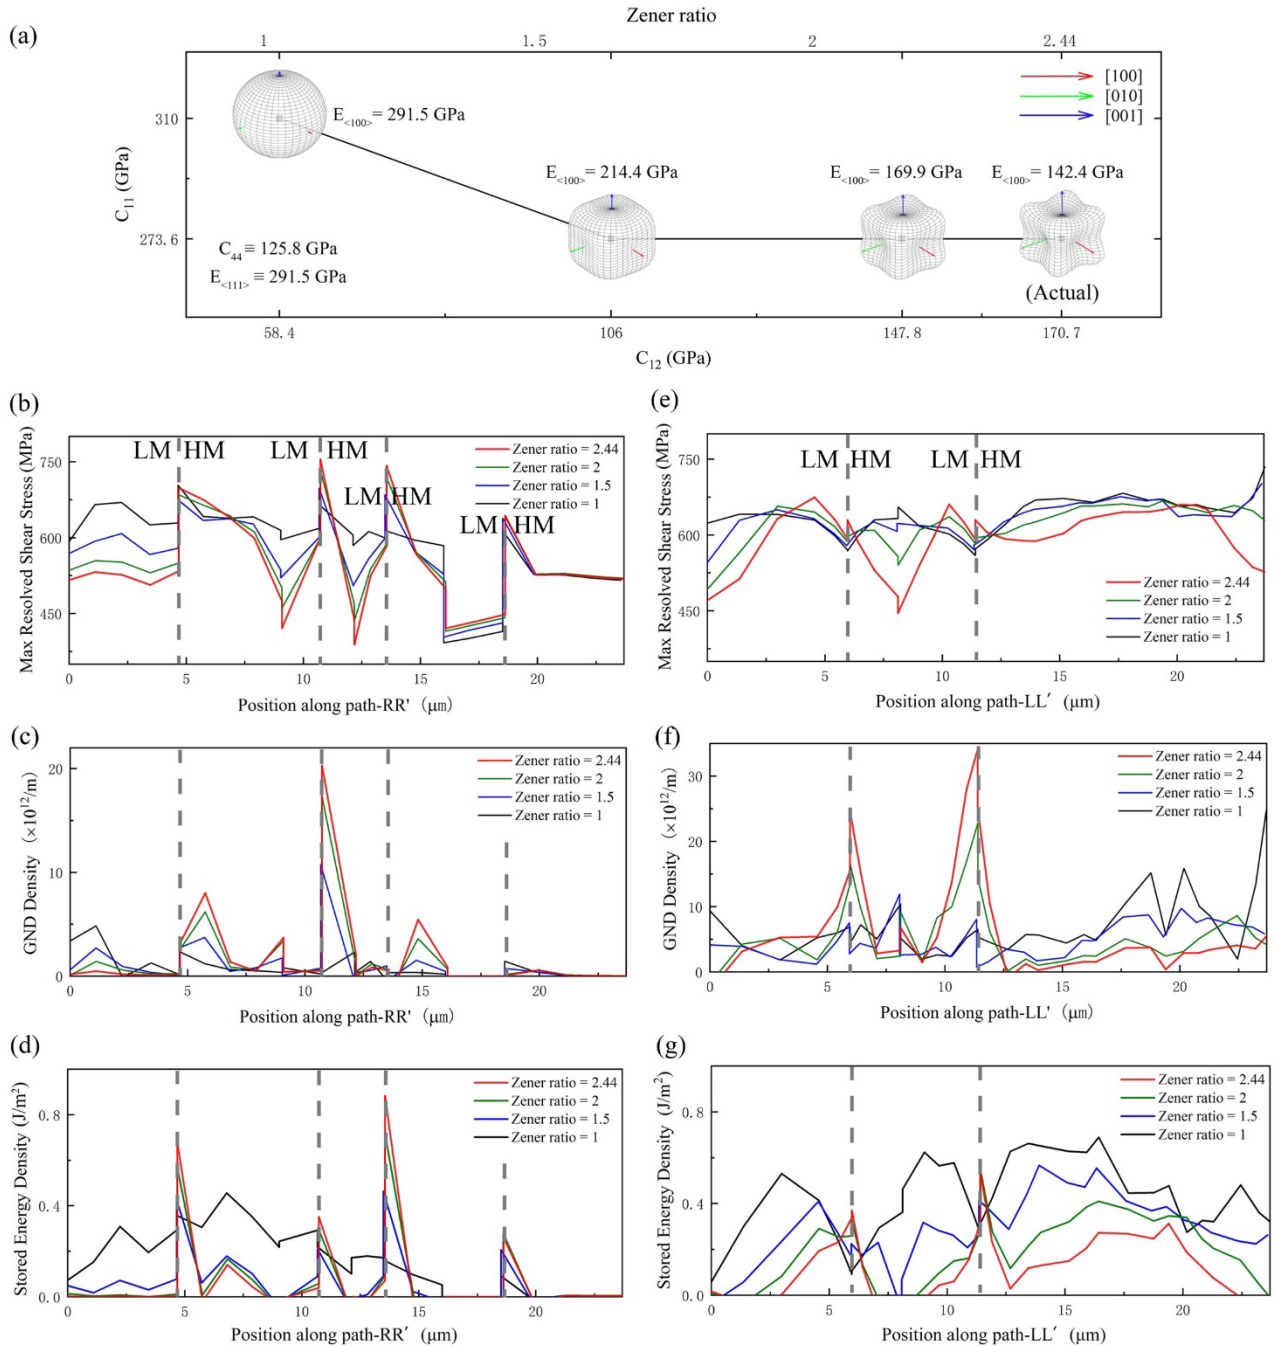 (a)
Zener ratio
1 1.5 2 2.44
[100]
[010]
[001]
E<100> = 291.5 GPa
E<100> = 214.4 GPa
E<100> = 169.9 GPa
E<100> = 142.4 GPa
310
273.6
C11 (GPa)
C44 ≡ 125.8 GPa
E<111> ≡ 291.5 GPa
(Actual)
58.4 106 147.8 170.7
C12 (GPa)
(b)
Max Resolved Shear Stress (MPa)
750
600
450
LM HM LM HM
LM HM
LM HM
Zener ratio = 2.44
Zener ratio = 2
Zener ratio = 1.5
Zener ratio = 1
0 5 10 15 20
Position along path-RR' (μm)
(e)
Max Resolved Shear Stress (MPa)
750
600
450
LM HM LM HM
Zener ratio = 2.44
Zener ratio = 2
Zener ratio = 1.5
Zener ratio = 1
0 5 10 15 20
Position along path-LL′ (μm)
(c)
GND Density (×10¹²/m)
20
10
0
Zener ratio = 2.44
Zener ratio = 2
Zener ratio = 1.5
Zener ratio = 1
0 5 10 15 20
Position along path-RR' (μm)
(f)
GND Density (×10¹²/m)
30
20
10
0
Zener ratio = 2.44
Zener ratio = 2
Zener ratio = 1.5
Zener ratio = 1
0 5 10 15 20
Position along path-LL' (μm)
(d)
Stored Energy Density (J/m²)
0.8
0.4
0.0
Zener ratio = 2.44
Zener ratio = 2
Zener ratio = 1.5
Zener ratio = 1
0 5 10 15 20
Position along path-RR′ (μm)
(g)
Stored Energy Density (J/m²)
0.8
0.4
0.0
Zener ratio = 2.44
Zener ratio = 2
Zener ratio = 1.5
Zener ratio = 1
0 5 10 15 20
Position along path-LL′ (μm)